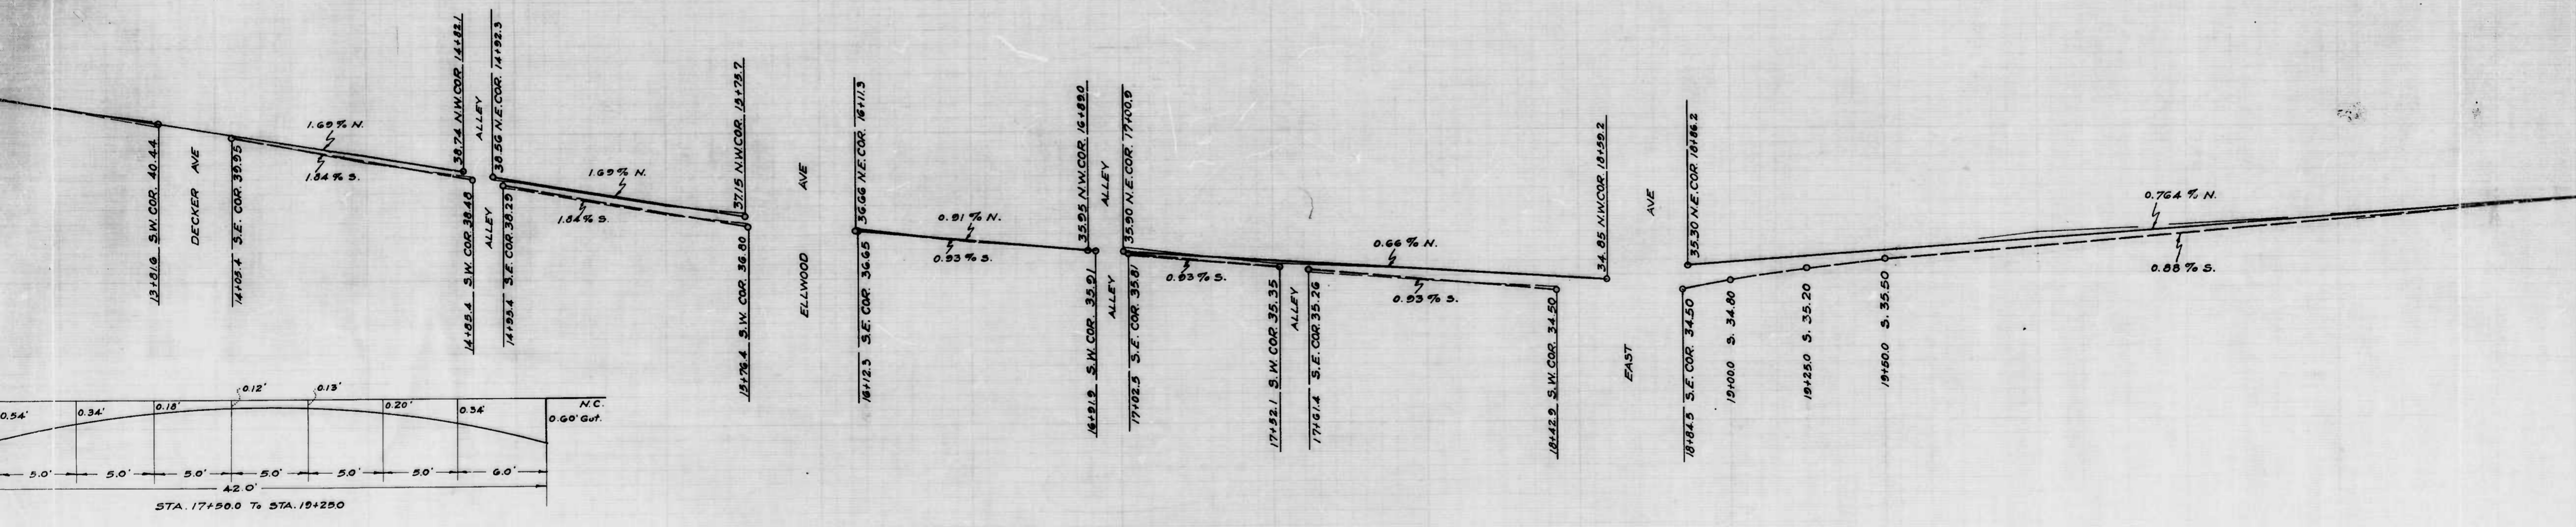 13+81.6 S.W.COR. 40.44
DECKER AVE
14+05.4 S.E. COR. 39.95
1.69% N.
1.84% S.
38.74 N.W.COR. 14+82.1
ALLEY
38.56 N.E.COR. 14+92.3
14+85.4 S.W. COR. 38.48
ALLEY
14+95.4 S.E.COR. 38.29
1.69% N.
1.84% S.
37.15 N.W.COR. 15+75.7
15+76.4 S.W. COR. 36.80
ELLWOOD AVE
36.66 N.E.COR. 16+11.3
16+12.3 S.E. COR. 36.65
0.91% N.
0.93% S.
35.95 N.W.COR. 16+89.0
ALLEY
35.90 N.E.COR. 17+00.9
16+91.9 S.W. COR. 35.91
ALLEY
17+02.5 S.E. COR. 35.81
0.66% N.
0.93% S.
17+52.1 S.W. COR. 35.35
ALLEY
17+61.4 S.E. COR. 35.26
0.93% S.
34.85 N.W.COR. 18+59.2
18+42.9 S.W. COR. 34.50
EAST AVE
35.30 N.E.COR. 18+86.2
18+84.5 S.E. COR. 34.50
19+00.0 S. 34.80
19+25.0 S. 35.20
19+50.0 S. 35.50
0.764% N.
0.88% S.
0.12' 0.13'
0.54' 0.34' 0.18' 0.20' 0.34 N.C.
0.60' Gut.
5.0' 5.0' 5.0' 5.0' 5.0' 5.0' 6.0'
42.0'
STA. 17+50.0 To STA. 19+25.0